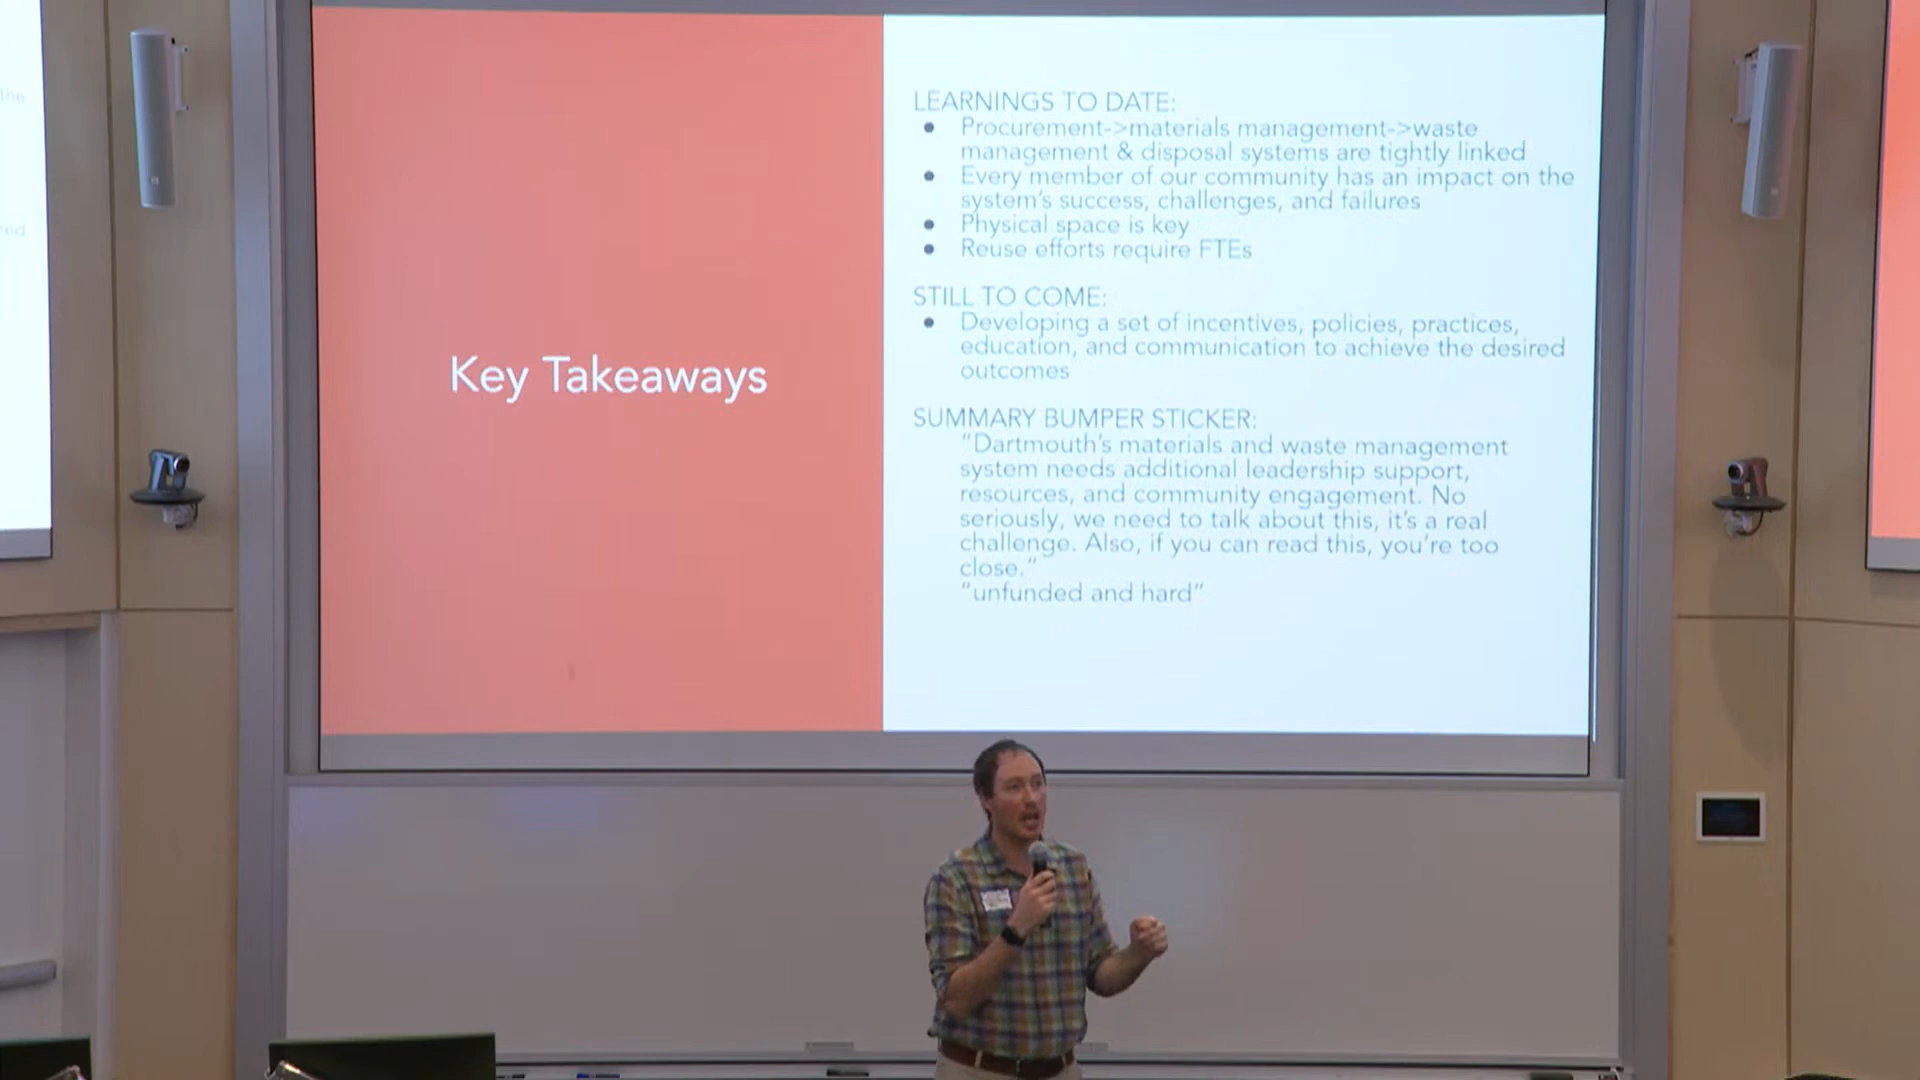 the
red
Key Takeaways
LEARNINGS TO DATE:
● Procurement->materials management->waste
management & disposal systems are tightly linked
● Every member of our community has an impact on the
system's success, challenges, and failures
● Physical space is key
● Reuse efforts require FTEs
STILL TO COME:
● Developing a set of incentives, policies, practices,
education, and communication to achieve the desired
outcomes
SUMMARY BUMPER STICKER:
“Dartmouth's materials and waste management
system needs additional leadership support,
resources, and community engagement. No
seriously, we need to talk about this, it's a real
challenge. Also, if you can read this, you're too
close.”
“unfunded and hard”